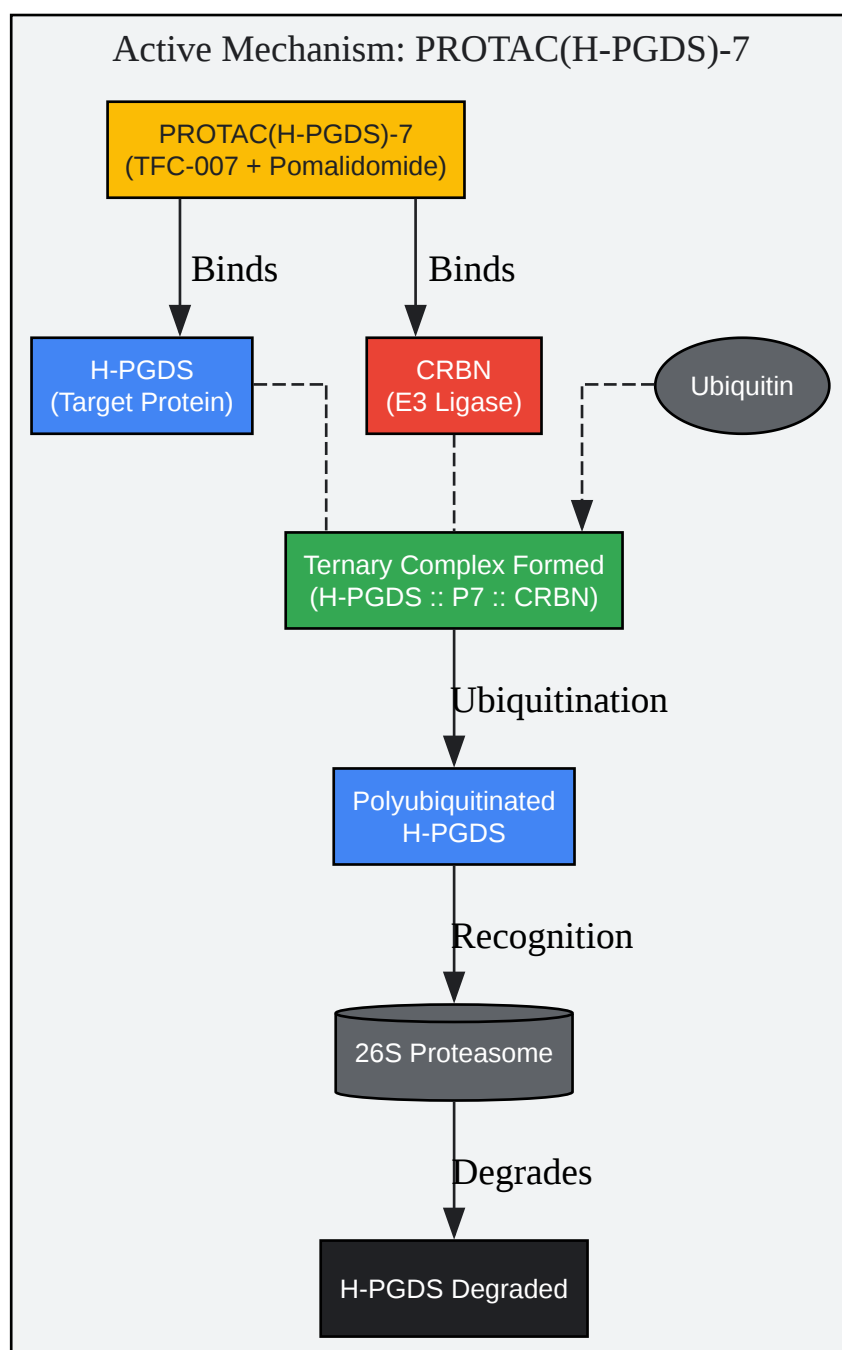 Active Mechanism: PROTAC(H-PGDS)-7
PROTAC(H-PGDS)-7
(TFC-007 + Pomalidomide)
Binds
Binds
H-PGDS
(Target Protein)
CRBN
(E3 Ligase)
Ubiquitin
Ternary Complex Formed
(H-PGDS :: P7 :: CRBN)
Ubiquitination
Polyubiquitinated
H-PGDS
Recognition
26S Proteasome
Degrades
H-PGDS Degraded